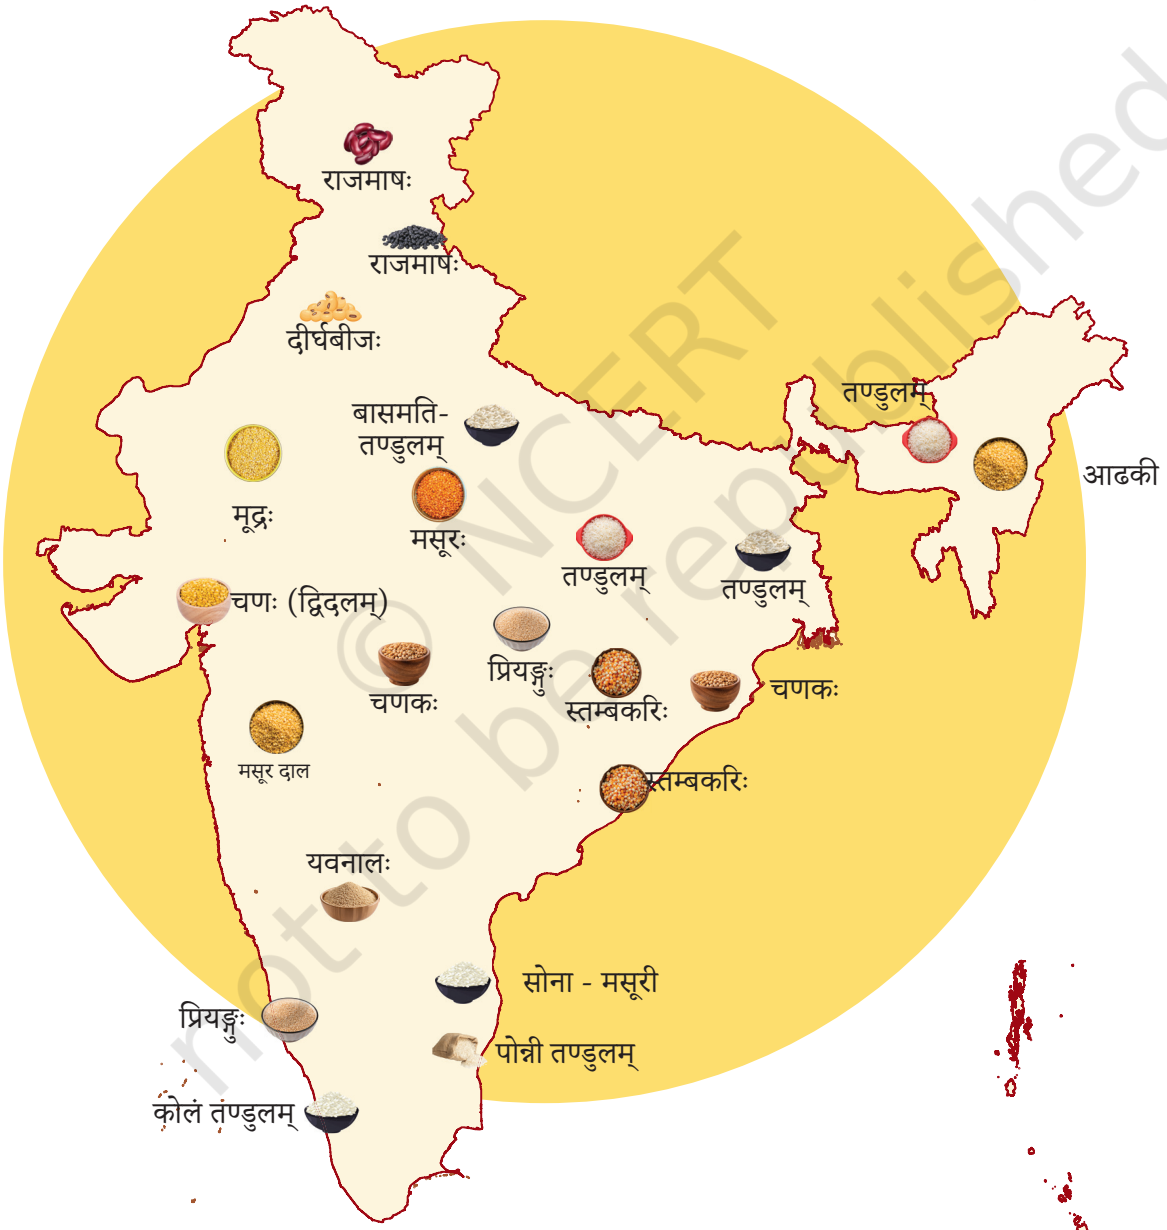 राजमाषः
राजमाषः
दीर्घबीजः
तण्डुलम्
बासमति-
तण्डुलम्
आढकी
मूद्रः
मसूरः
तण्डुलम्
तण्डुलम्
चणः (द्विदलम्)
प्रियङ्गुः
चणकः
स्तम्बकरिः
चणकः
मसूर दाल
स्तम्बकरिः
यवनालः
सोना - मसूरी
प्रियङ्गुः
पोन्नी तण्डुलम्
कोलं तण्डुलम्
© NCERT
not to be republished